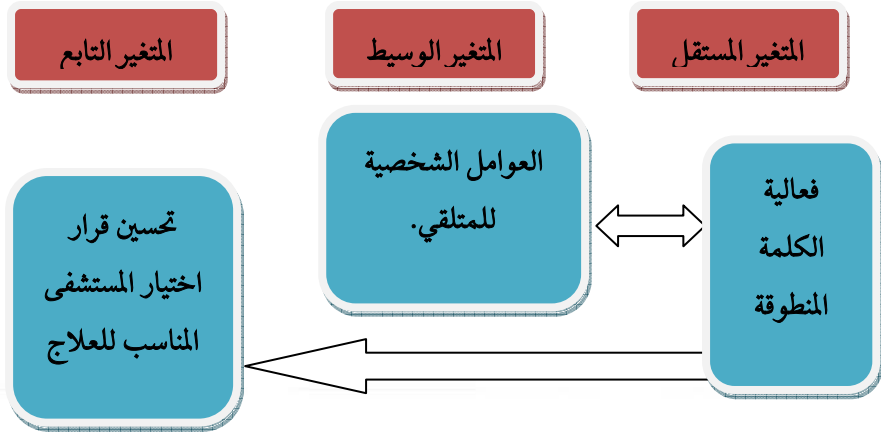 المتغير المستقل
المتغير الوسيط
المتغير التابع
فعالية
الكلمة
المنطوقة
العوامل الشخصية
للمتلقي.
تحسين قرار
اختيار المستشفى
المناسب للعلاج